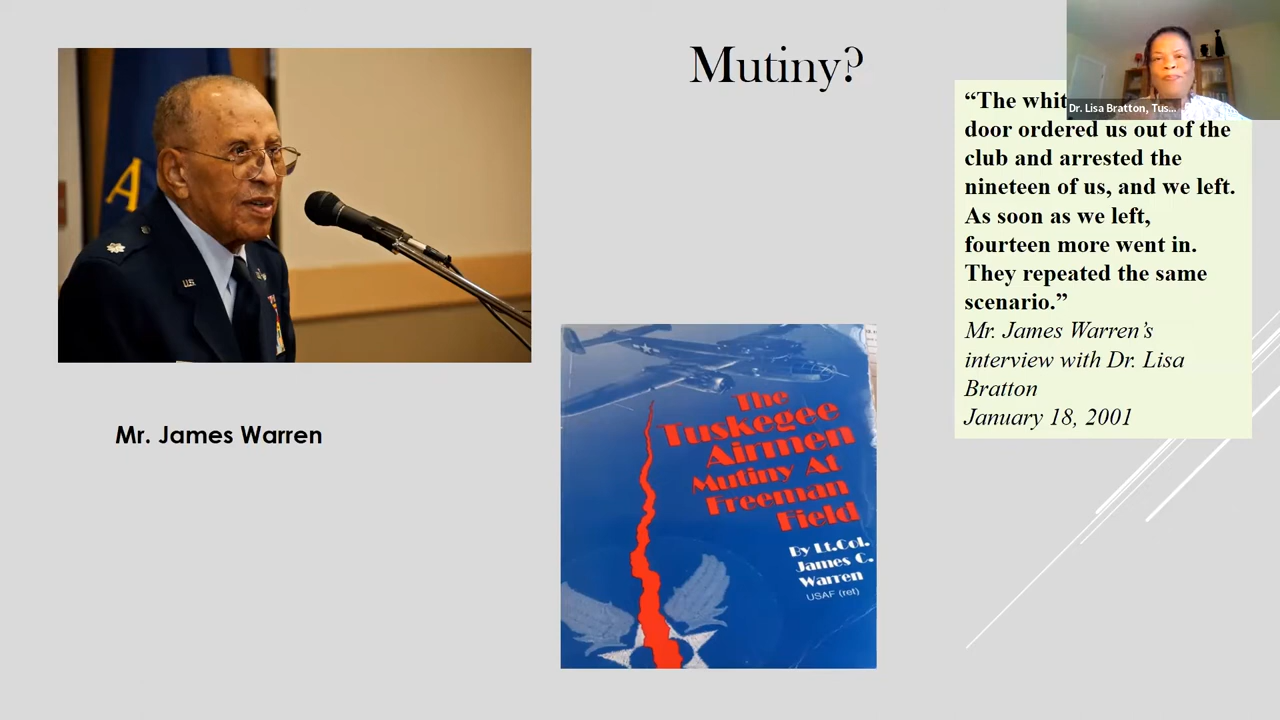 Mutiny?
Dr. Lisa Bratton, Tus...
“The whit
door ordered us out of the
club and arrested the
nineteen of us, and we left.
As soon as we left,
fourteen more went in.
They repeated the same
scenario.”
Mr. James Warren’s
interview with Dr. Lisa
Bratton
January 18, 2001
A
U.S.
Mr. James Warren
The
Tuskegee
Airmen
Mutiny At
Freeman
Field
By Lt.Col.
James C.
Warren
USAF (ret)